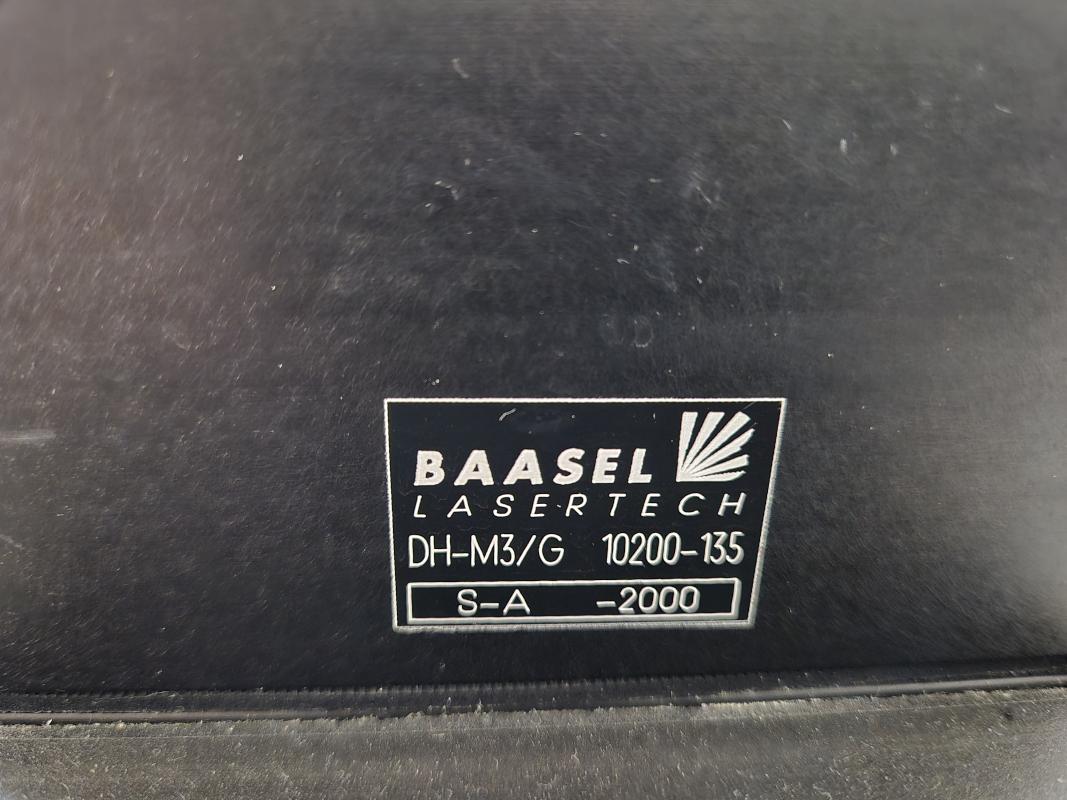 BAASEL
LASERTECH
DH-M3/G 10200-135
S-A -2000